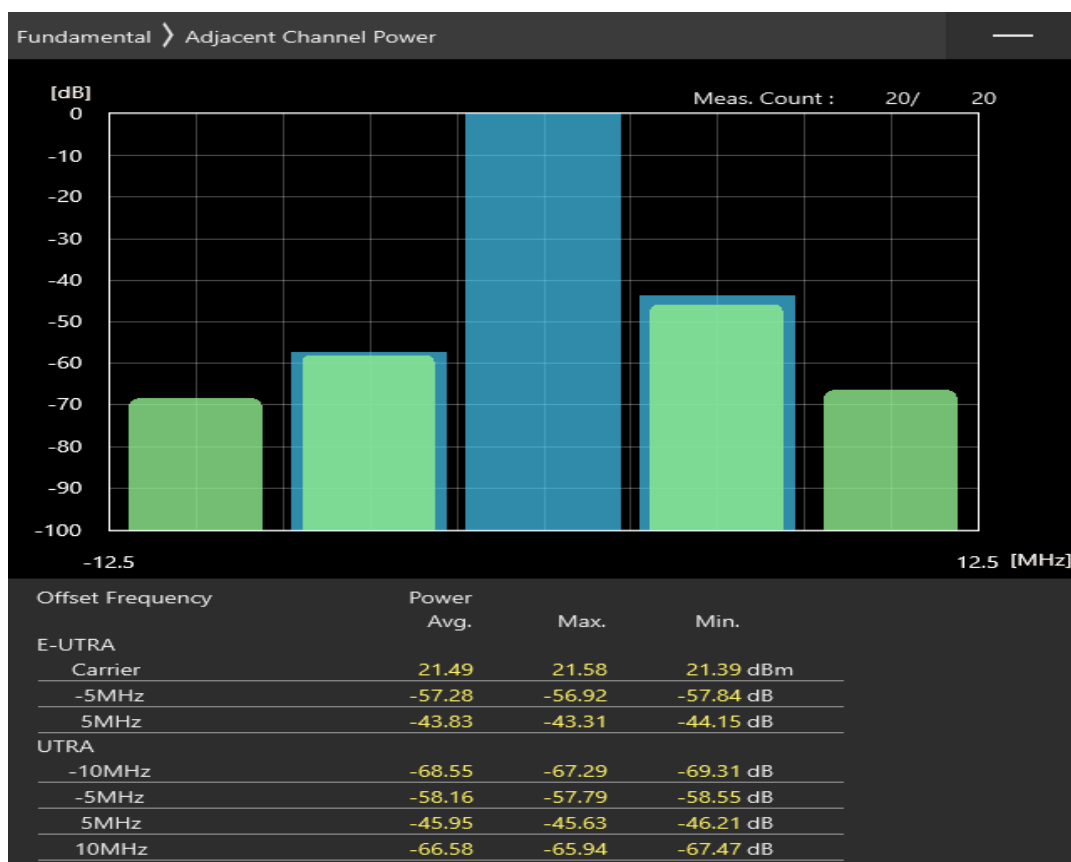 Fundamental ❯ Adjacent Channel Power
[dB]
Meas. Count : 20/ 20
0
-10
-20
-30
-40
-50
-60
-70
-80
-90
-100
-12.5 12.5 [MHz]
Offset Frequency Power
Avg. Max. Min.
E-UTRA
Carrier 21.49 21.58 21.39 dBm
-5MHz -57.28 -56.92 -57.84 dB
5MHz -43.83 -43.31 -44.15 dB
UTRA
-10MHz -68.55 -67.29 -69.31 dB
-5MHz -58.16 -57.79 -58.55 dB
5MHz -45.95 -45.63 -46.21 dB
10MHz -66.58 -65.94 -67.47 dB